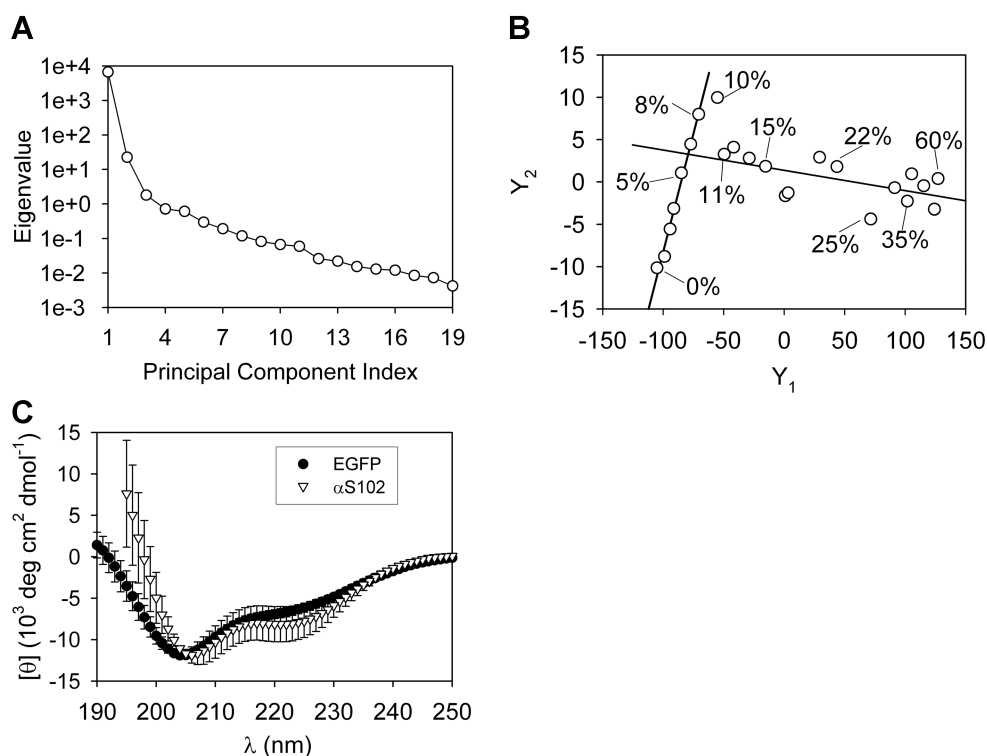 A
1e+4
1e+3
1e+2
1e+1
1e+0
1e-1
1e-2
1e-3
Eigenvalue
1 4 7 10 13 16 19
Principal Component Index
B
15
10
5
0
-5
-10
-15
Y2
10%
8%
15%
22%
60%
5%
11%
25%
35%
0%
-150 -100 -50 0 50 100 150
Y1
C
15
10
5
0
-5
-10
-15
[θ] (10³ deg cm² dmol⁻¹)
EGFP
αS102
190 200 210 220 230 240 250
λ (nm)